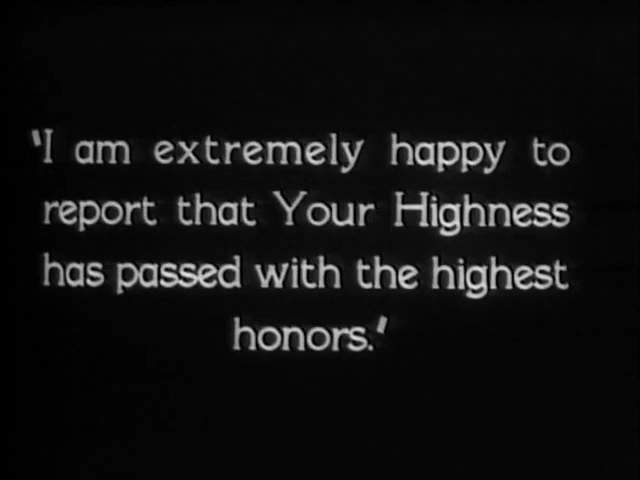 'I am extremely happy to
report that Your Highness
has passed with the highest
honors.'